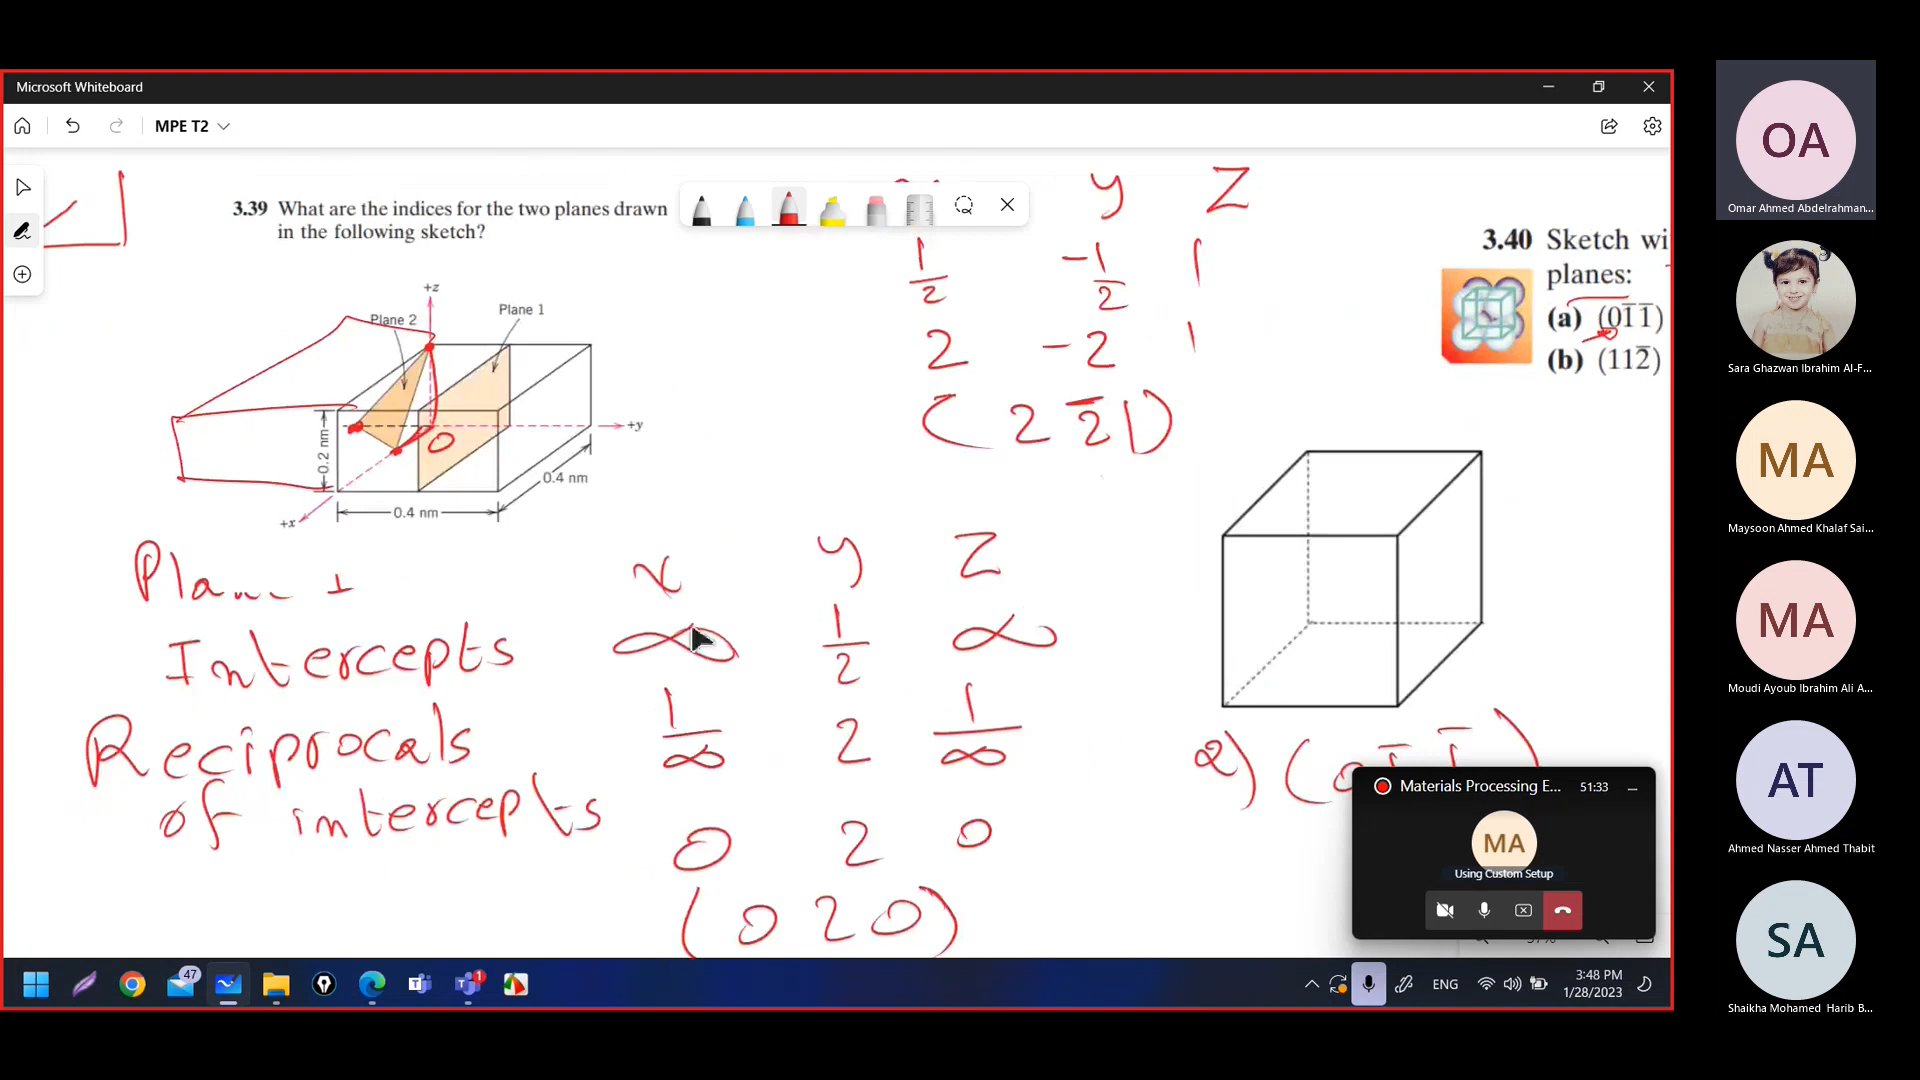 Microsoft Whiteboard
MPE T2
3.39 What are the indices for the two planes drawn
in the following sketch?
+z
Plane 2
Plane 1
+y
O
0.2 nm
0.4 nm
0.4 nm
+x
y z
1/2 -1/2 1
2 -2 1
( 2 2̅ 1)
3.40 Sketch wi
planes:
(a) (01̅1̅)
(b) (112̅)
Plane 1 x y z
Intercepts ∞ 1/2 ∞
Reciprocals 1/∞ 2 1/∞
of intercepts
0 2 0
( 0 2 0 )
a) ( 0 1̅ 1̅ )
Materials Processing E... 51:33
MA
Using Custom Setup
OA
Omar Ahmed Abdelrahman...
Sara Ghazwan Ibrahim Al-F...
MA
Maysoon Ahmed Khalaf Sai...
MA
Moudi Ayoub Ibrahim Ali A...
AT
Ahmed Nasser Ahmed Thabit
SA
Shaikha Mohamed Harib B...
47
1
ENG
3:48 PM
1/28/2023